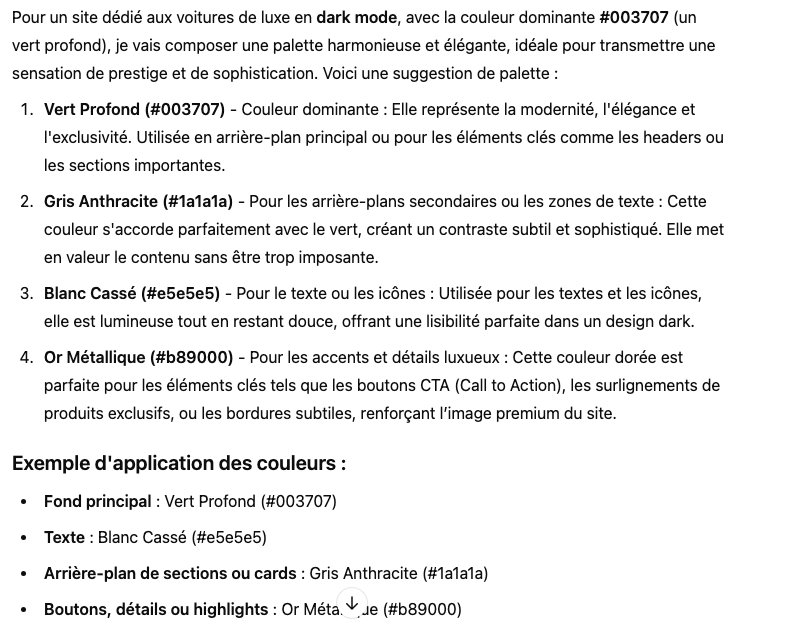 Pour un site dédié aux voitures de luxe en dark mode, avec la couleur dominante #003707 (un
vert profond), je vais composer une palette harmonieuse et élégante, idéale pour transmettre une
sensation de prestige et de sophistication. Voici une suggestion de palette :
1. Vert Profond (#003707) - Couleur dominante : Elle représente la modernité, l'élégance et
l'exclusivité. Utilisée en arrière-plan principal ou pour les éléments clés comme les headers ou
les sections importantes.
2. Gris Anthracite (#1a1a1a) - Pour les arrière-plans secondaires ou les zones de texte : Cette
couleur s'accorde parfaitement avec le vert, créant un contraste subtil et sophistiqué. Elle met
en valeur le contenu sans être trop imposante.
3. Blanc Cassé (#e5e5e5) - Pour le texte ou les icônes : Utilisée pour les textes et les icônes,
elle est lumineuse tout en restant douce, offrant une lisibilité parfaite dans un design dark.
4. Or Métallique (#b89000) - Pour les accents et détails luxueux : Cette couleur dorée est
parfaite pour les éléments clés tels que les boutons CTA (Call to Action), les surlignements de
produits exclusifs, ou les bordures subtiles, renforçant l’image premium du site.
Exemple d'application des couleurs :
• Fond principal : Vert Profond (#003707)
• Texte : Blanc Cassé (#e5e5e5)
• Arrière-plan de sections ou cards : Gris Anthracite (#1a1a1a)
• Boutons, détails ou highlights : Or (#b89000)